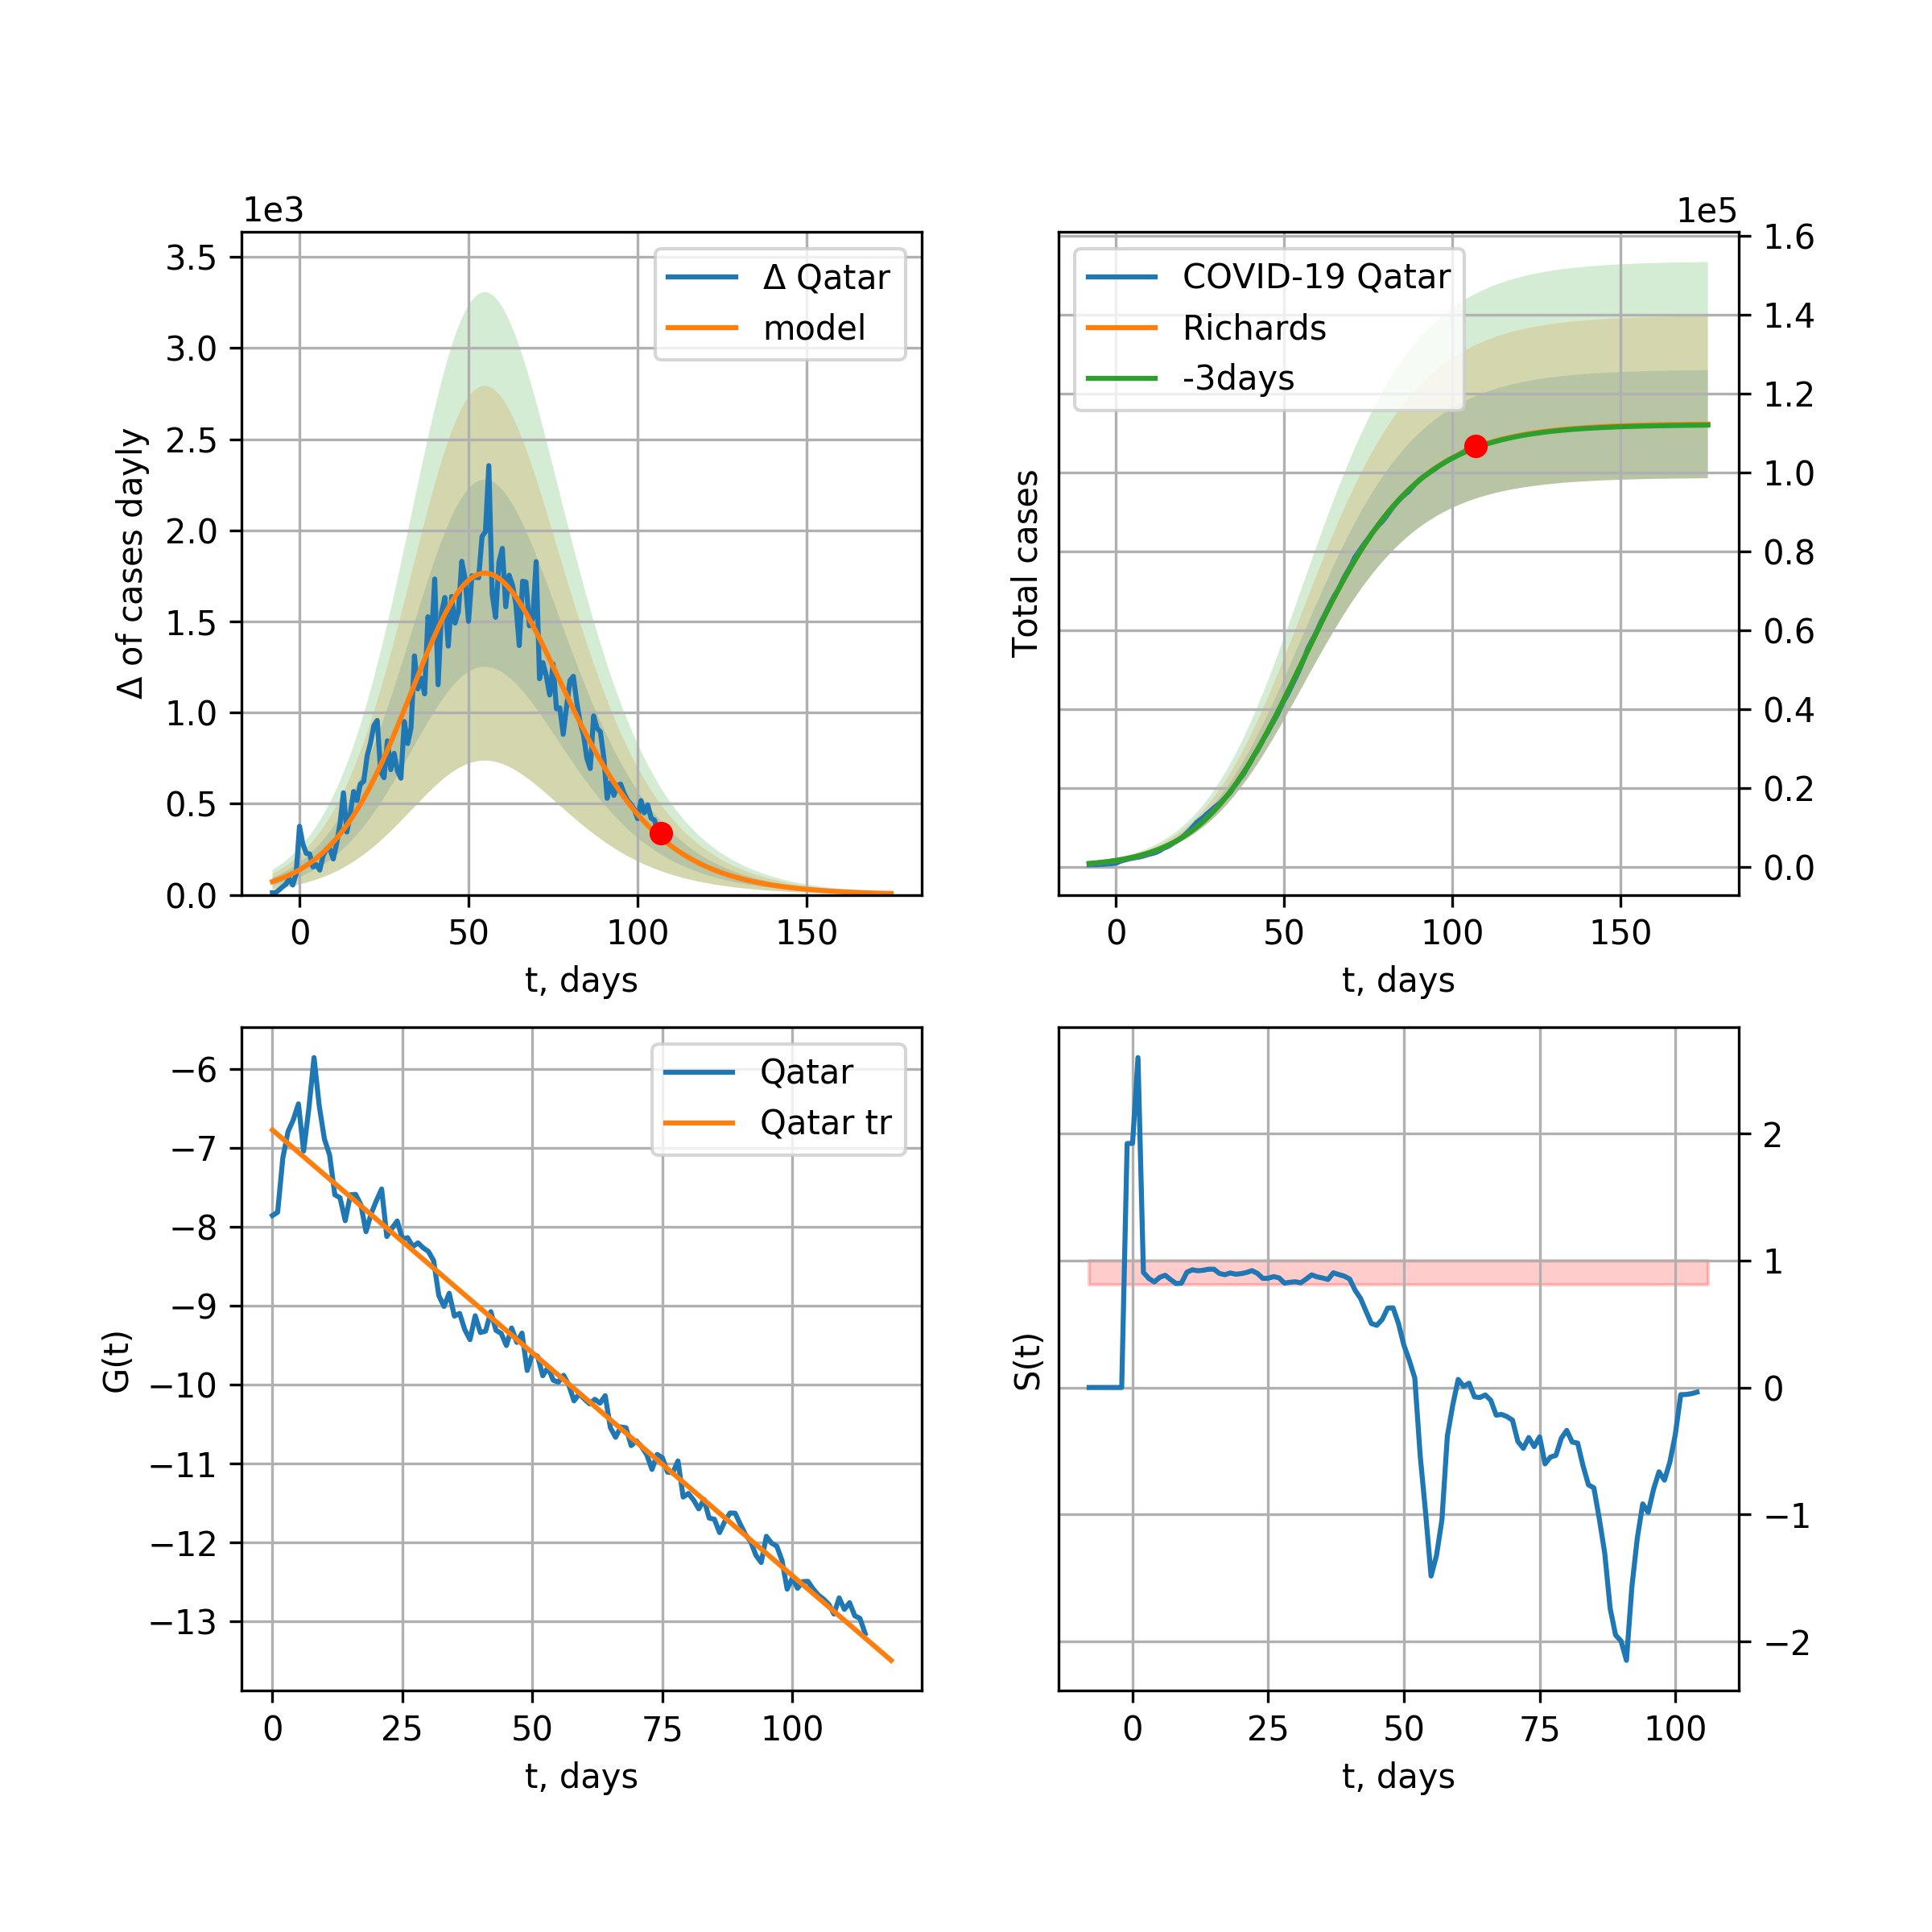 1e3
3.5
3.0
2.5
2.0
1.5
1.0
0.5
0.0
Δ of cases dayly
Δ Qatar
model
0 50 100 150
t, days
1e5
1.6
1.4
1.2
1.0
0.8
0.6
0.4
0.2
0.0
Total cases
COVID-19 Qatar
Richards
-3days
0 50 100 150
t, days
−6
−7
−8
−9
−10
−11
−12
−13
G(t)
Qatar
Qatar tr
0 25 50 75 100
t, days
2
1
0
−1
−2
S(t)
0 25 50 75 100
t, days